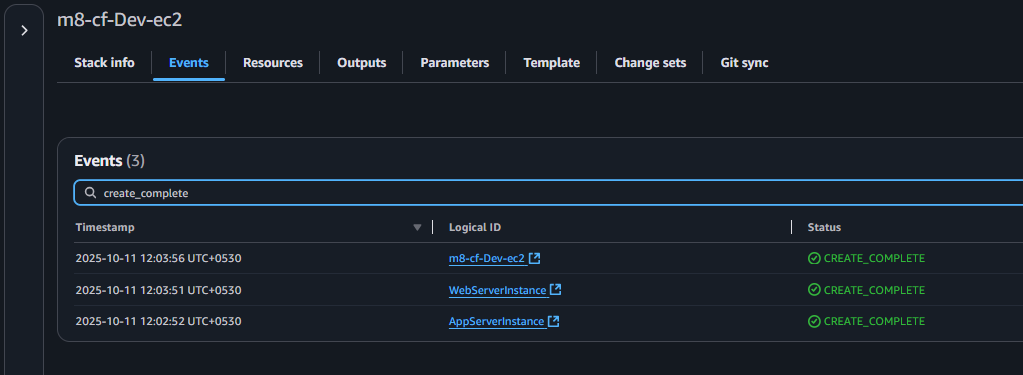 m8-cf-Dev-ec2
Stack info Events Resources Outputs Parameters Template Change sets Git sync
Events (3)
create_complete
Timestamp Logical ID Status
2025-10-11 12:03:56 UTC+0530 m8-cf-Dev-ec2 CREATE_COMPLETE
2025-10-11 12:03:51 UTC+0530 WebServerInstance CREATE_COMPLETE
2025-10-11 12:02:52 UTC+0530 AppServerInstance CREATE_COMPLETE